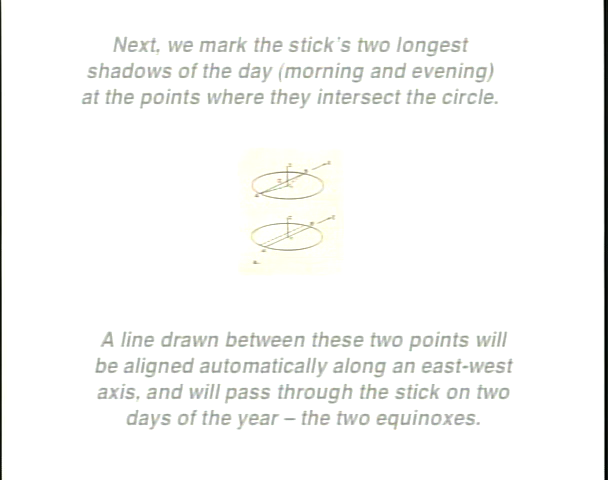 Next, we mark the stick's two longest
shadows of the day (morning and evening)
at the points where they intersect the circle.
A line drawn between these two points will
be aligned automatically along an east-west
axis, and will pass through the stick on two
days of the year – the two equinoxes.